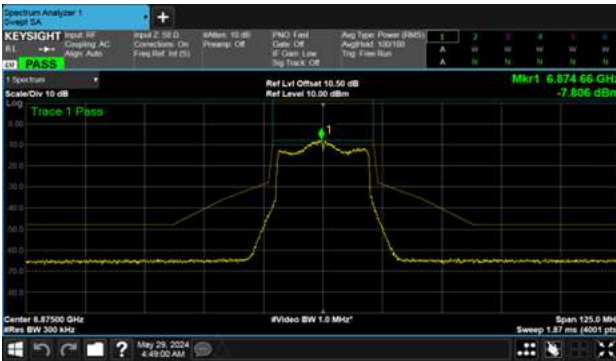 Spectrum Analyzer 1
Swept SA
KEYSIGHT
Input: RF
Coupling: AC
Align: Auto
Input Z: 50 Ω
Corrections: On
Freq Ref: Int (S)
#Atten: 10 dB
Preamp: Off
PNO: Fast
Gate: Off
IF Gain: Low
Sig Track: Off
Avg Type: Power (RMS)
Avg|Hold: 100/100
Trig: Free Run
1 2 3 4 5 6
A W W W W W
A N N N N N
PASS
1 Spectrum
Scale/Div 10 dB
Ref Lvl Offset 10.50 dB
Ref Level 10.00 dBm
Mkr1 6.874 66 GHz
-7.806 dBm
Log
Trace 1 Pass
1
Center 6.87500 GHz
#Res BW 300 kHz
#Video BW 1.0 MHz*
Span 125.0 MHz
Sweep 1.87 ms (4001 pts)
May 29, 2024
4:49:00 AM